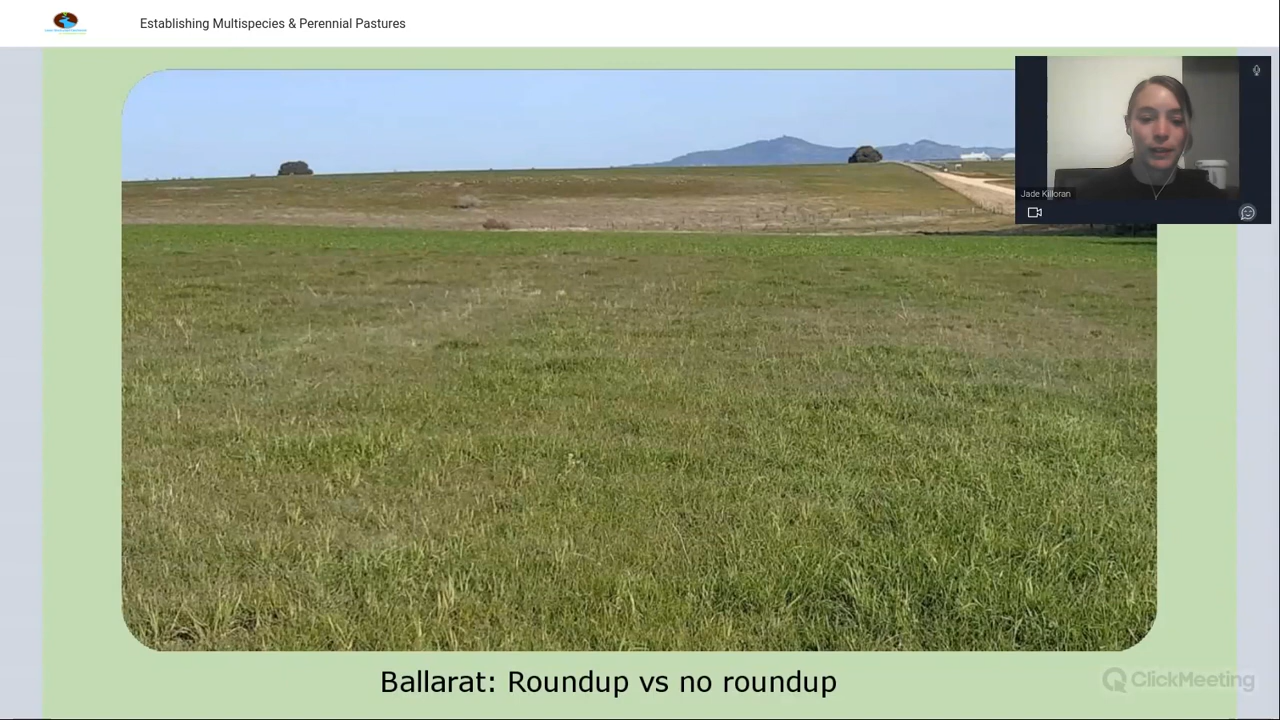 Establishing Multispecies & Perennial Pastures
Jade Killoran
Ballarat: Roundup vs no roundup
ClickMeeting